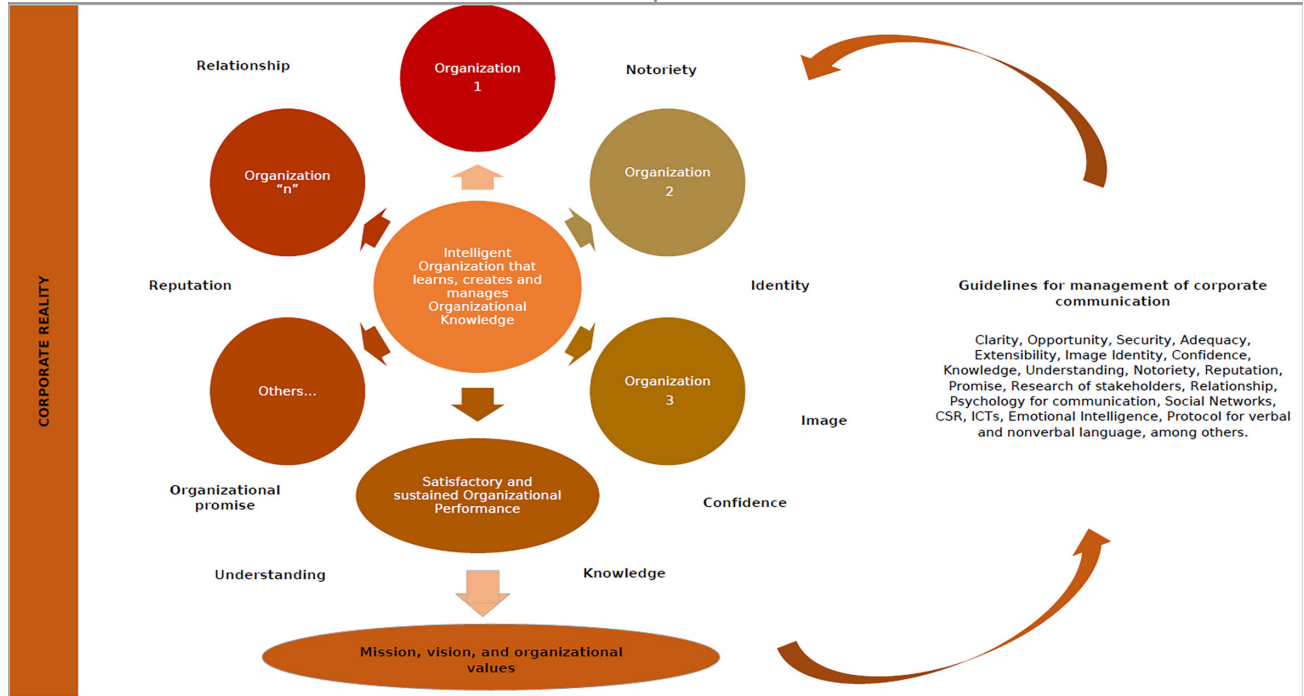 CORPORATE REALITY
Relationship
Organization
1
Notoriety
Organization
“n”
Organization
2
Intelligent
Organization that
learns, creates and
manages
Organizational
Knowledge
Reputation
Identity
Others...
Organization
3
Image
Organizational
promise
Satisfactory and
sustained Organizational
Performance
Confidence
Understanding
Knowledge
Mission, vision, and organizational
values
Guidelines for management of corporate
communication
Clarity, Opportunity, Security, Adequacy,
Extensibility, Image Identity, Confidence,
Knowledge, Understanding, Notoriety, Reputation,
Promise, Research of stakeholders, Relationship,
Psychology for communication, Social Networks,
CSR, ICTs, Emotional Intelligence, Protocol for verbal
and nonverbal language, among others.